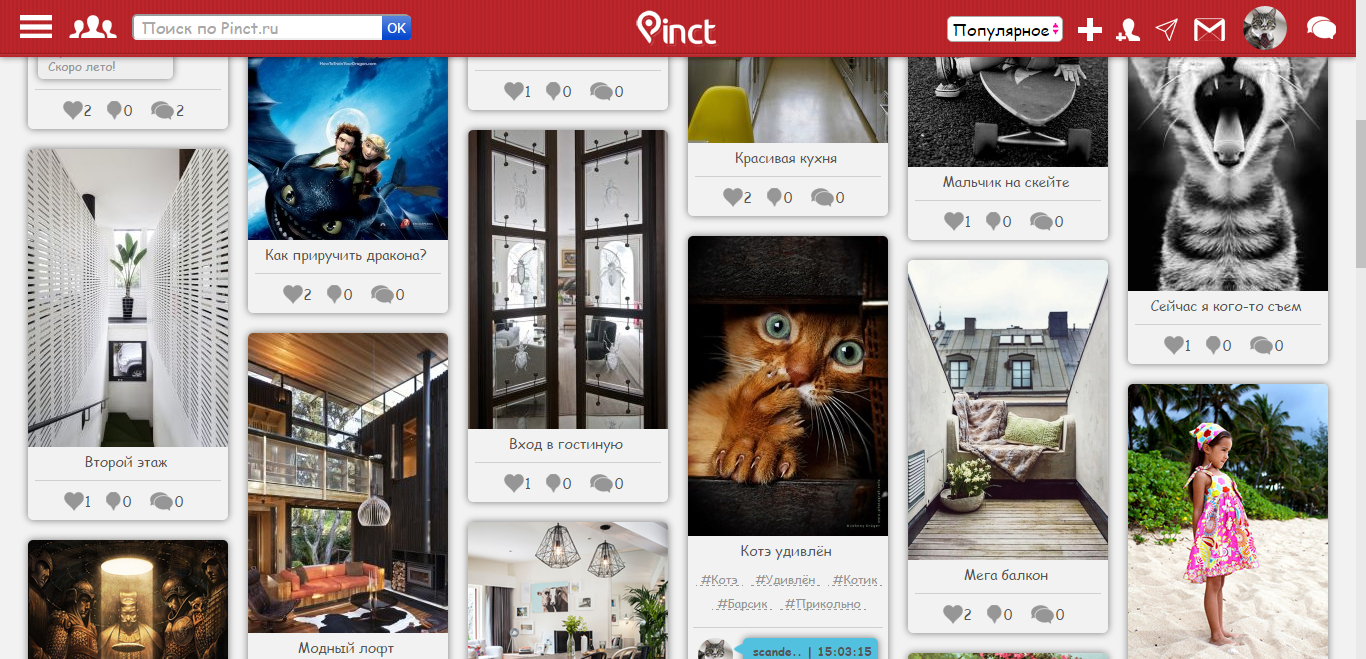 Поиск по Pinct.ru
OK
Pinct
Популярное
Скоро лето!
2 0 2
Второй этаж
1 0 0
HowToTrainYourDragon.com
Как приручить дракона?
2 0 0
Модный лофт
1 0 0
Вход в гостиную
1 0 0
Красивая кухня
2 0 0
Котэ удивлён
#Котэ #Удивлён #Котик
#Барсик #Прикольно
scande.. | 15:03:15
Мальчик на скейте
1 0 0
Мега балкон
2 0 0
Сейчас я кого-то съем
1 0 0